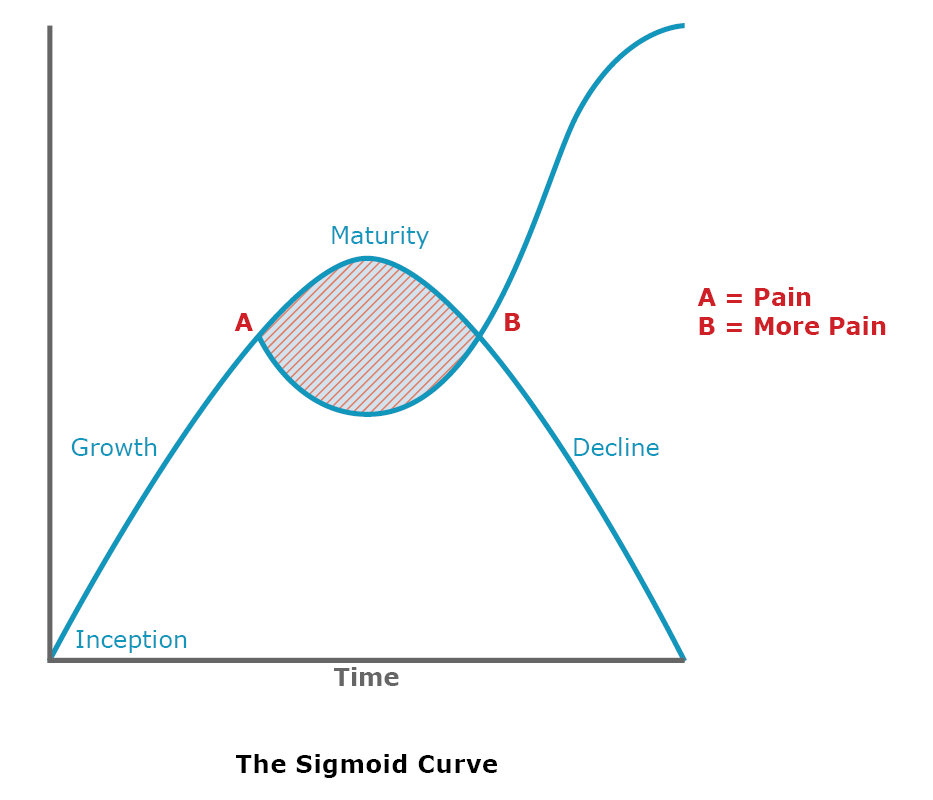 Maturity
A
B
A = Pain
B = More Pain
Growth
Decline
Inception
Time
The Sigmoid Curve